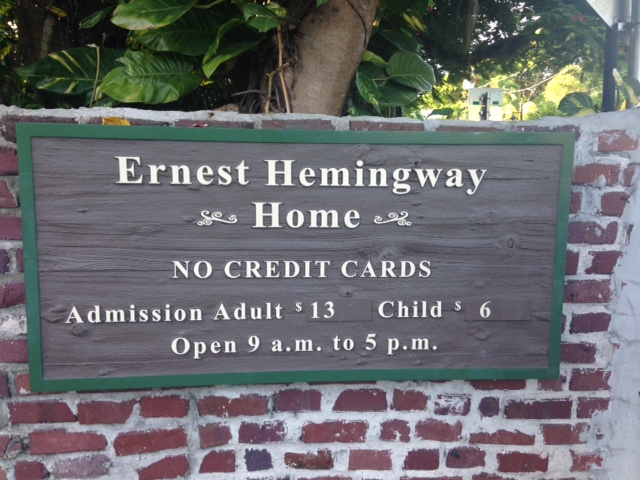 Ernest Hemingway
Home
NO CREDIT CARDS
Admission Adult $13 Child $6
Open 9 a.m. to 5 p.m.